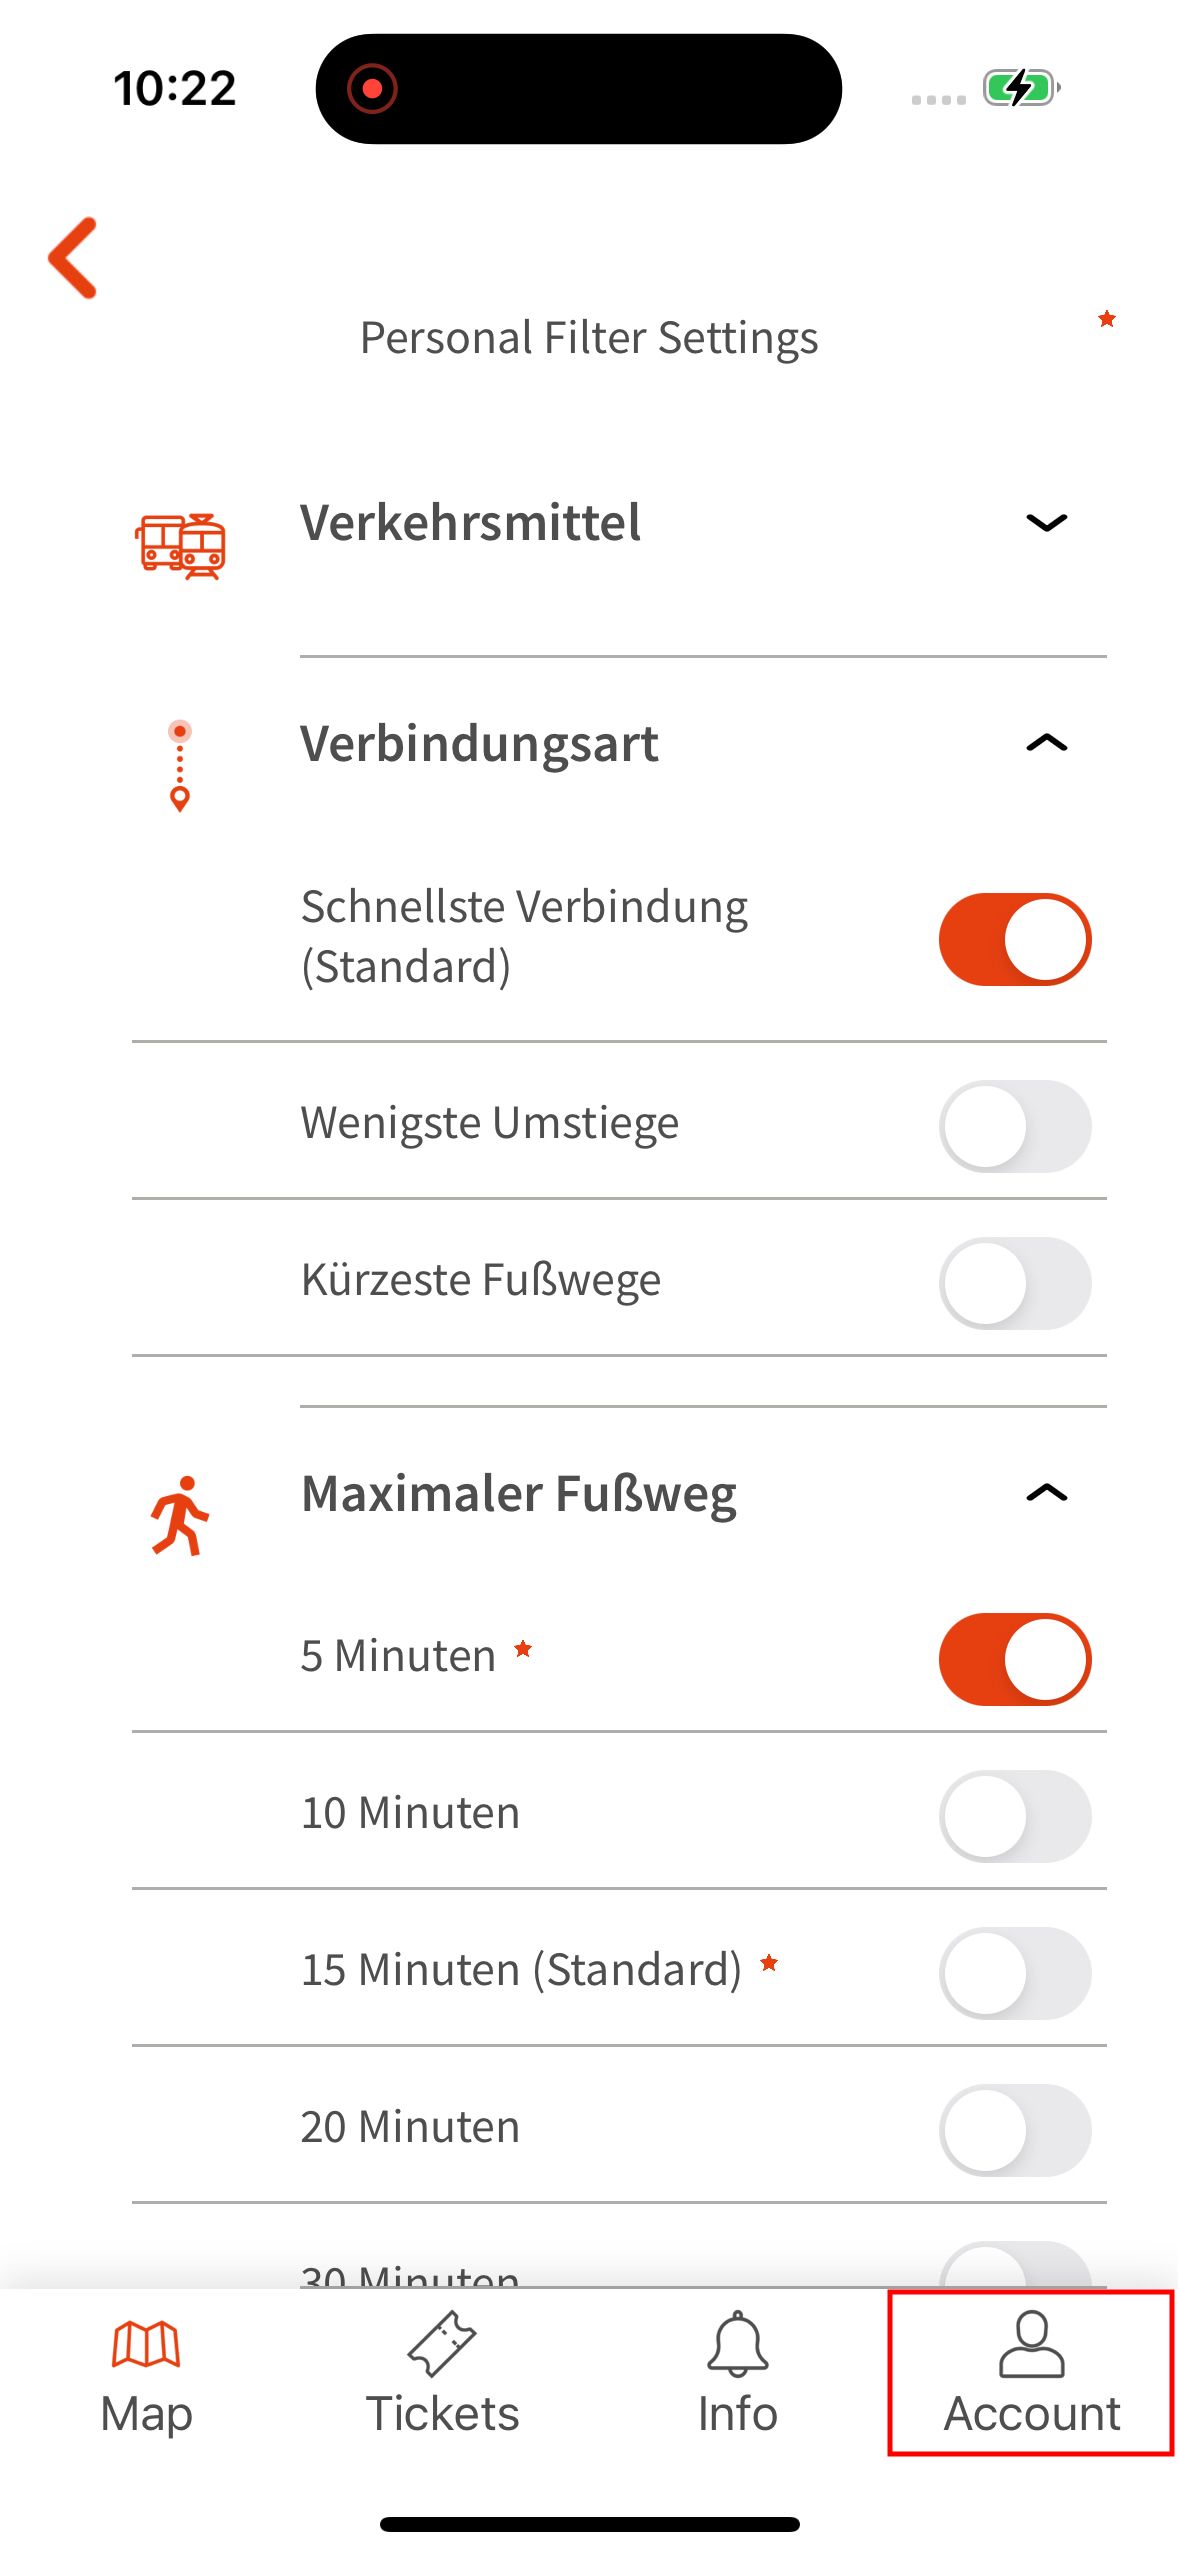 10:22
Personal Filter Settings
Verkehrsmittel
Verbindungsart
Schnellste Verbindung
(Standard)
Wenigste Umstiege
Kürzeste Fußwege
Maximaler Fußweg
5 Minuten
10 Minuten
15 Minuten (Standard)
20 Minuten
30 Minuten
Map
Tickets
Info
Account